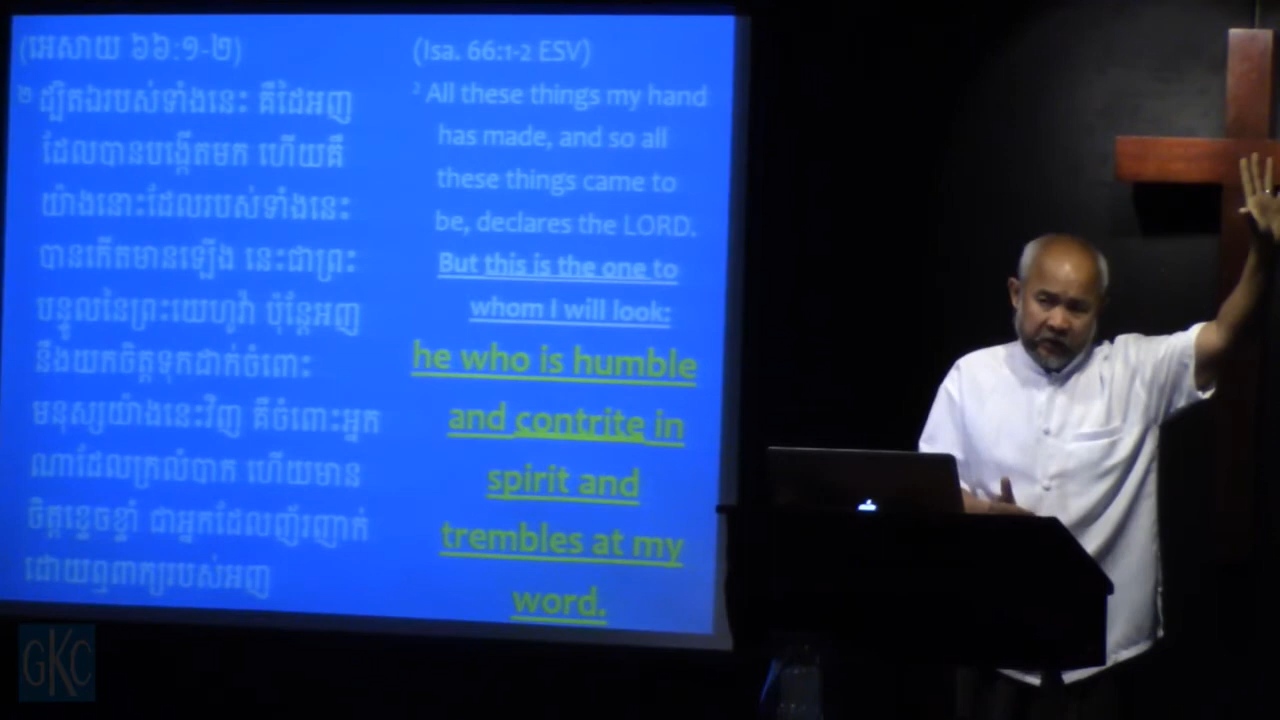 (អេសាយ ៦៦:១-២)
២ ដ្បិតឯរបស់ទាំងនេះ គឺដៃអញ
ដែលបានបង្កើតមក ហើយគឺ
យ៉ាងនោះដែលរបស់ទាំងនេះ
បានកើតមានឡើង នេះជាព្រះ
បន្ទូលនៃព្រះយេហូវ៉ា ប៉ុន្តែអញ
នឹងយកចិត្តទុកដាក់ចំពោះ
មនុស្សយ៉ាងនេះវិញ គឺចំពោះអ្នក
ណាដែលក្រលំបាក ហើយមាន
ចិត្តខ្ទេចខ្ទាំ ជាអ្នកដែលញ័រញាក់
ដោយឮពាក្យរបស់អញ
(Isa. 66:1-2 ESV)
2 All these things my hand
has made, and so all
these things came to
be, declares the LORD.
But this is the one to
whom I will look:
he who is humble
and contrite in
spirit and
trembles at my
word.
GKC